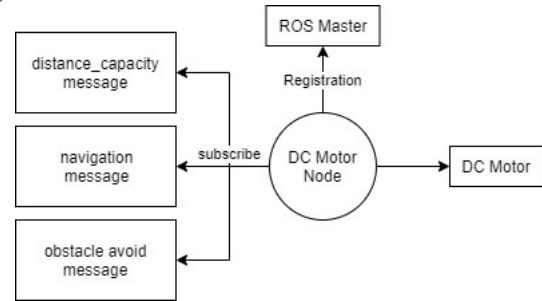 ROS Master
distance_capacity
message
Registration
navigation
message
subscribe
DC Motor
Node
DC Motor
obstacle avoid
message